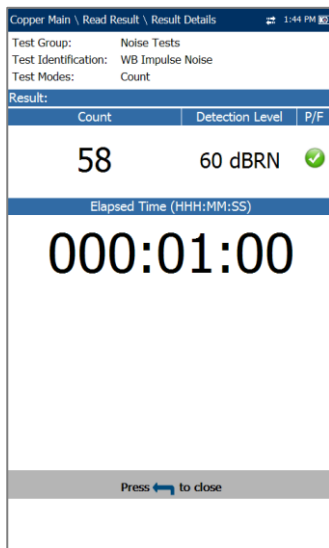 Copper Main \ Read Result \ Result Details 1:44 PM
Test Group: Noise Tests
Test Identification: WB Impulse Noise
Test Modes: Count
Result:
Count Detection Level P/F
58 60 dBRN
Elapsed Time (HHH:MM:SS)
000:01:00
Press to close